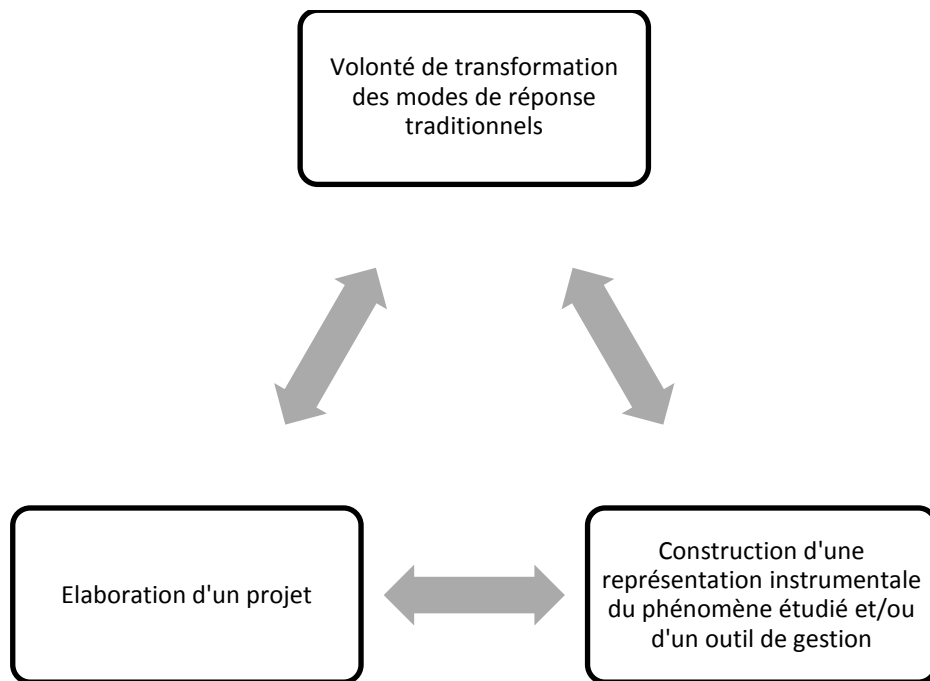 Volonté de transformation
des modes de réponse
traditionnels
Elaboration d'un projet
Construction d'une
représentation instrumentale
du phénomène étudié et/ou
d'un outil de gestion